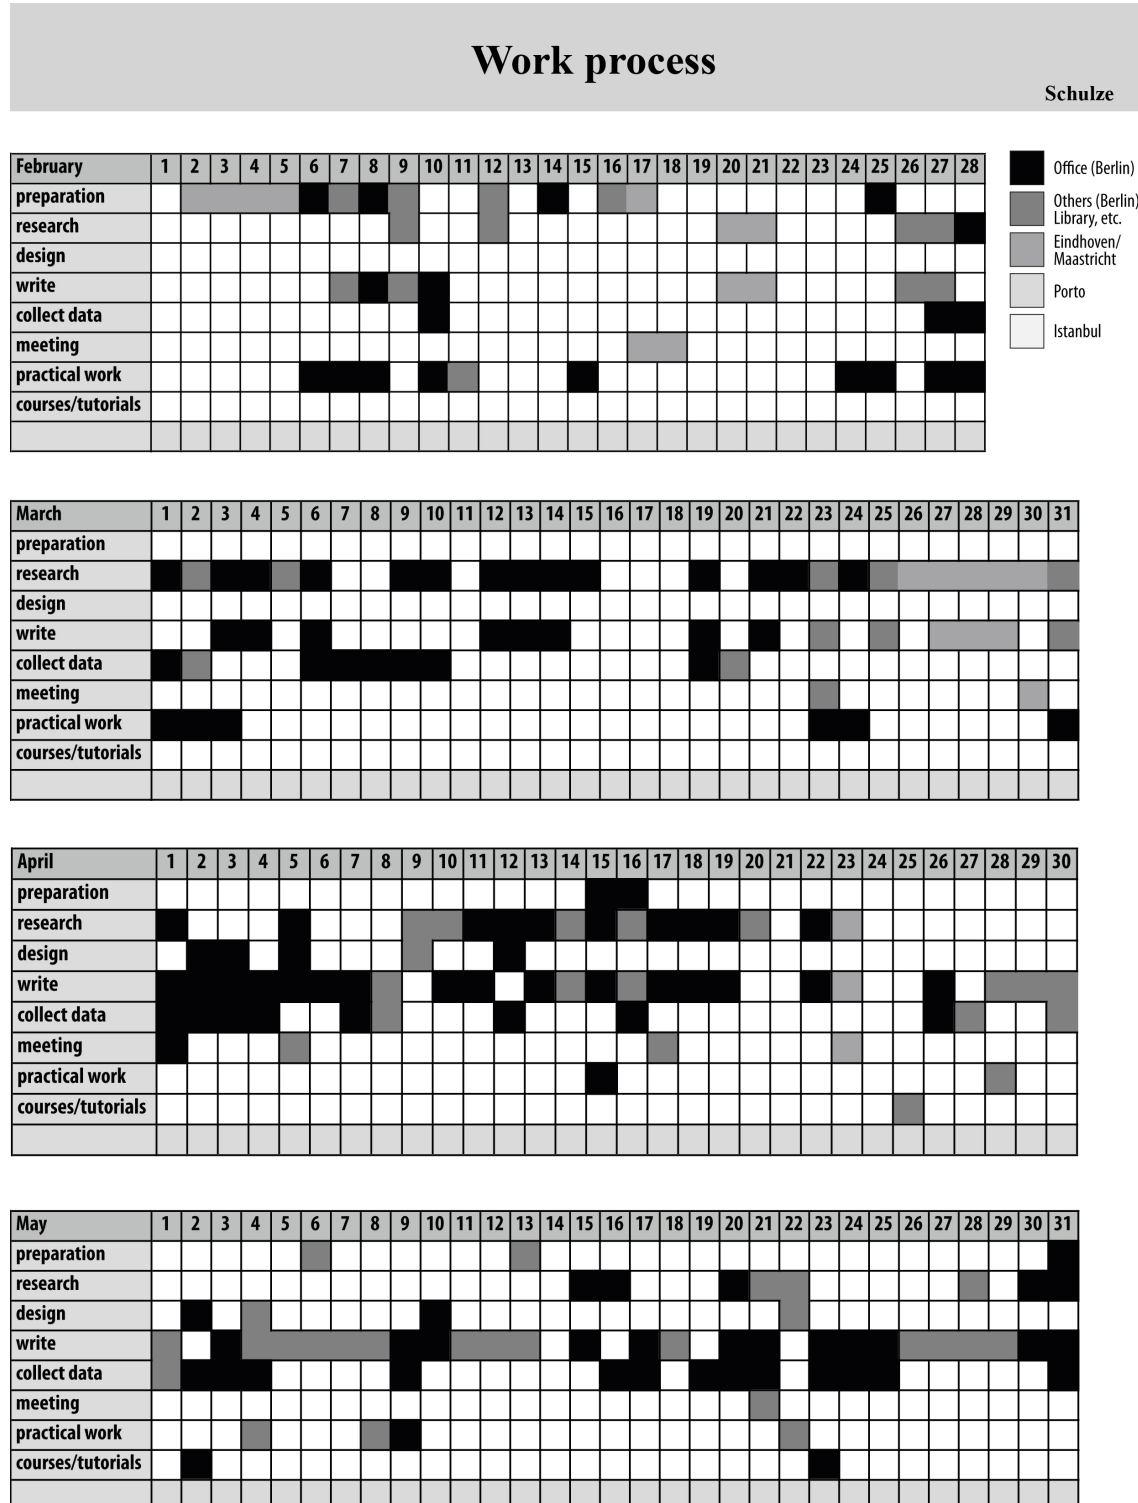 Work process
Schulze
February 1 2 3 4 5 6 7 8 9 10 11 12 13 14 15 16 17 18 19 20 21 22 23 24 25 26 27 28
preparation
research
design
write
collect data
meeting
practical work
courses/tutorials
Office (Berlin)
Others (Berlin)
Library, etc.
Eindhoven/
Maastricht
Porto
Istanbul
March 1 2 3 4 5 6 7 8 9 10 11 12 13 14 15 16 17 18 19 20 21 22 23 24 25 26 27 28 29 30 31
preparation
research
design
write
collect data
meeting
practical work
courses/tutorials
April 1 2 3 4 5 6 7 8 9 10 11 12 13 14 15 16 17 18 19 20 21 22 23 24 25 26 27 28 29 30
preparation
research
design
write
collect data
meeting
practical work
courses/tutorials
May 1 2 3 4 5 6 7 8 9 10 11 12 13 14 15 16 17 18 19 20 21 22 23 24 25 26 27 28 29 30 31
preparation
research
design
write
collect data
meeting
practical work
courses/tutorials